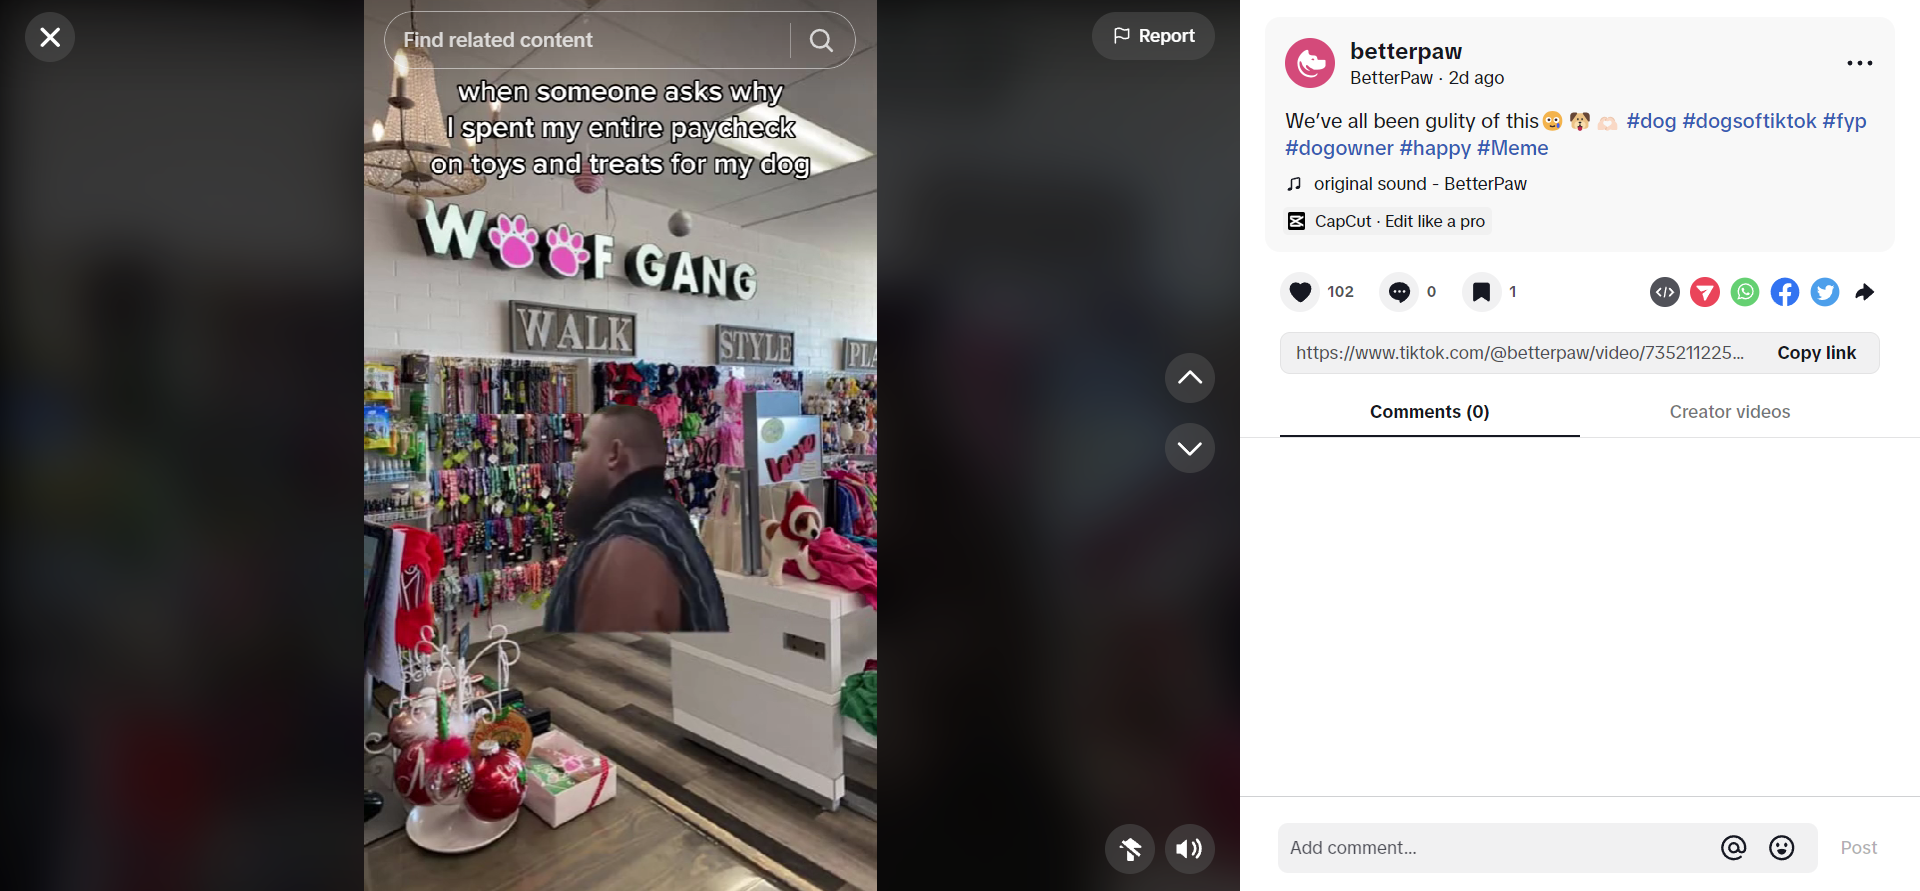 Find related content
Report
when someone asks why
I spent my entire paycheck
on toys and treats for my dog
W F GANG
WALK
STYLE
PLA
love
betterpaw
BetterPaw · 2d ago
We’ve all been gulity of this😂 🐶 🫶🏻 #dog #dogsoftiktok #fyp
#dogowner #happy #Meme
original sound - BetterPaw
CapCut · Edit like a pro
102
0
1
https://www.tiktok.com/@betterpaw/video/735211225...
Copy link
Comments (0)
Creator videos
Add comment...
Post